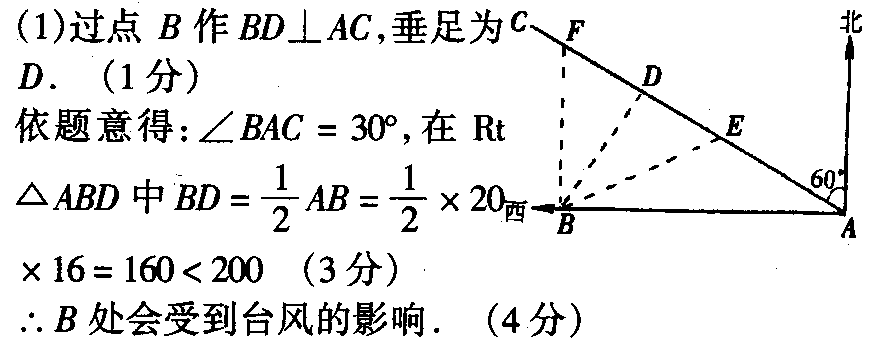 (1)过点 B 作 BD⊥AC,垂足为
D. (1分)
依题意得:∠BAC = 30°,在 Rt
△ABD 中 BD = 1/2 AB = 1/2 × 20
× 16 = 160 < 200 (3分)
∴ B 处会受到台风的影响. (4分)
C
F
北
D
E
60°
西
B
A